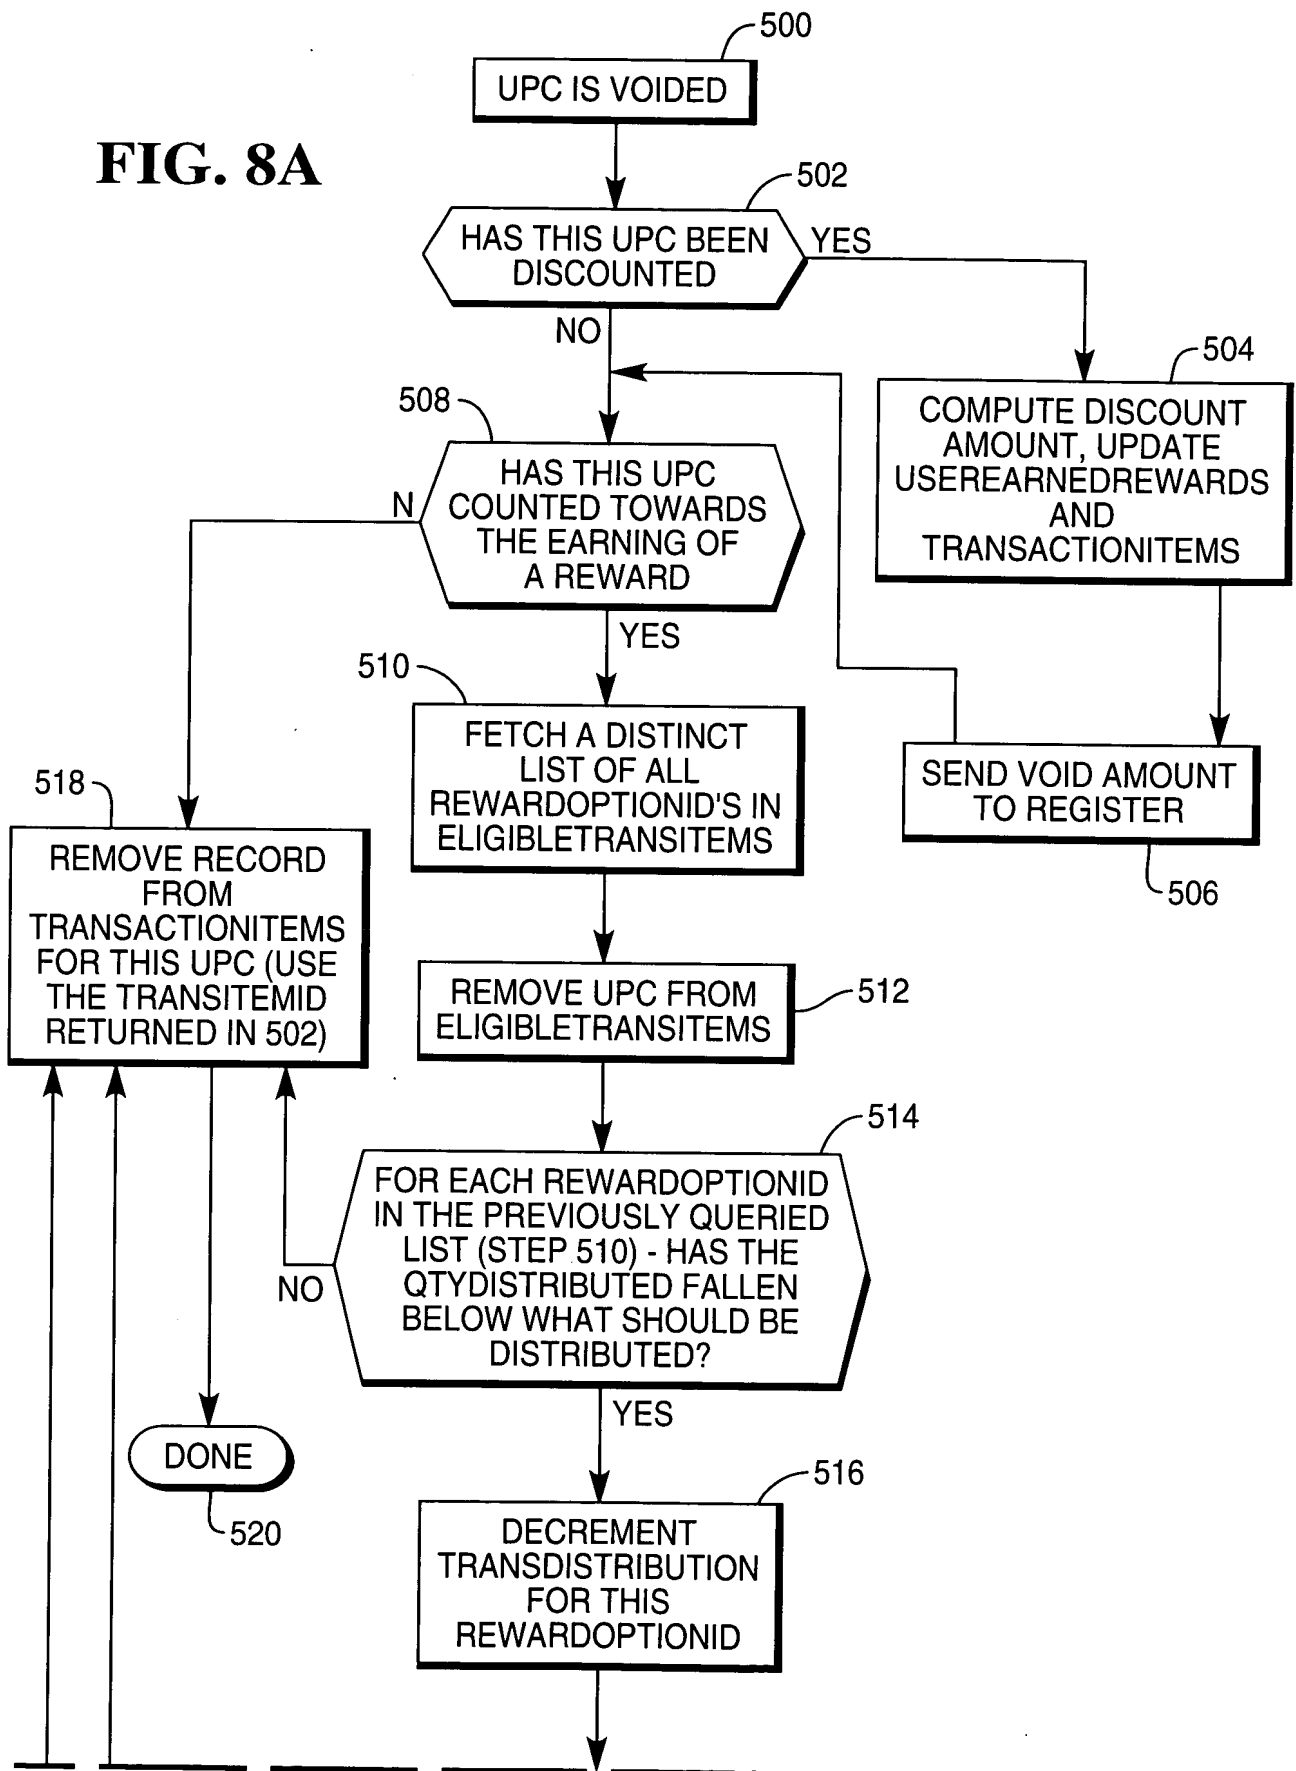 500
UPC IS VOIDED
FIG. 8A
502
HAS THIS UPC BEEN
DISCOUNTED
YES
NO
504
COMPUTE DISCOUNT
AMOUNT, UPDATE
USEREARNEDREWARDS
AND
TRANSACTIONITEMS
508
HAS THIS UPC
COUNTED TOWARDS
THE EARNING OF
A REWARD
N
YES
510
FETCH A DISTINCT
LIST OF ALL
REWARDOPTIONID'S IN
ELIGIBLETRANSITEMS
SEND VOID AMOUNT
TO REGISTER
506
518
REMOVE RECORD
FROM
TRANSACTIONITEMS
FOR THIS UPC (USE
THE TRANSITEMID
RETURNED IN 502)
REMOVE UPC FROM
ELIGIBLETRANSITEMS
512
514
FOR EACH REWARDOPTIONID
IN THE PREVIOUSLY QUERIED
LIST (STEP 510) - HAS THE
QTYDISTRIBUTED FALLEN
BELOW WHAT SHOULD BE
DISTRIBUTED?
NO
YES
DONE
520
516
DECREMENT
TRANSDISTRIBUTION
FOR THIS
REWARDOPTIONID